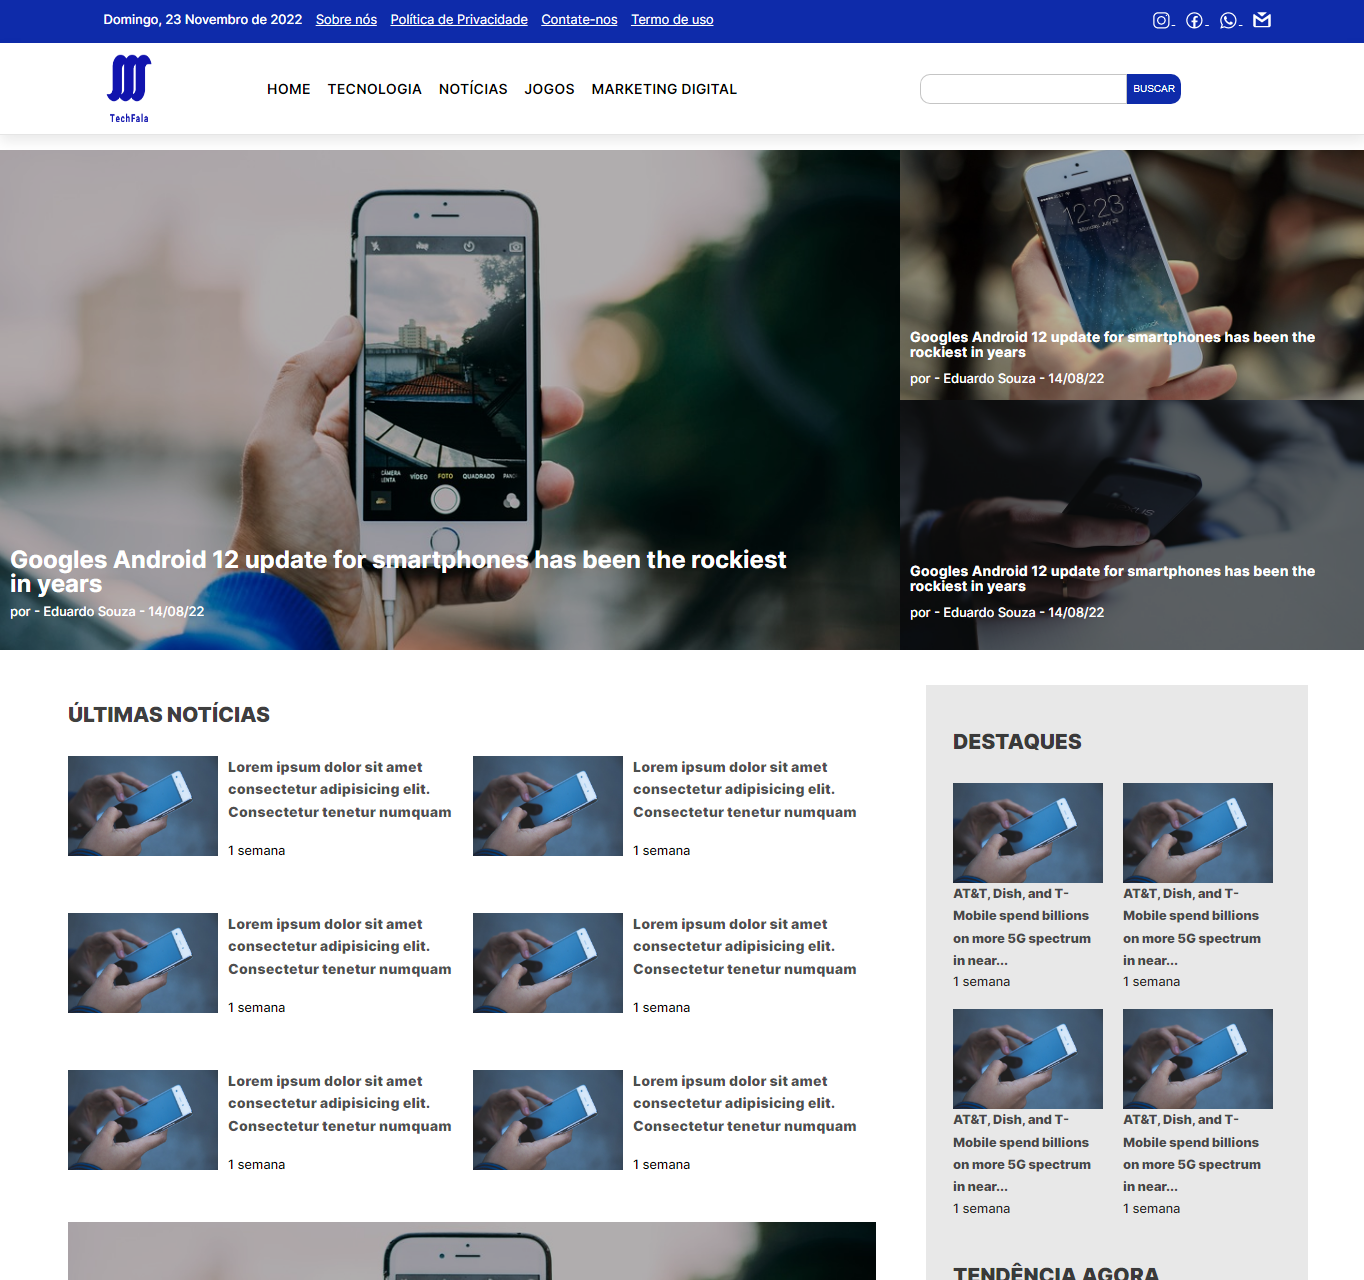 Domingo, 23 Novembro de 2022 Sobre nós Política de Privacidade Contate-nos Termo de uso
TechFala
HOME TECNOLOGIA NOTÍCIAS JOGOS MARKETING DIGITAL
BUSCAR
CÂMERA LENTA VÍDEO FOTO QUADRADO
Googles Android 12 update for smartphones has been the rockiest
in years
por - Eduardo Souza - 14/08/22
12:23
Monday, July 25
Googles Android 12 update for smartphones has been the
rockiest in years
por - Eduardo Souza - 14/08/22
Googles Android 12 update for smartphones has been the
rockiest in years
por - Eduardo Souza - 14/08/22
ÚLTIMAS NOTÍCIAS
Lorem ipsum dolor sit amet
consectetur adipisicing elit.
Consectetur tenetur numquam
1 semana
Lorem ipsum dolor sit amet
consectetur adipisicing elit.
Consectetur tenetur numquam
1 semana
Lorem ipsum dolor sit amet
consectetur adipisicing elit.
Consectetur tenetur numquam
1 semana
Lorem ipsum dolor sit amet
consectetur adipisicing elit.
Consectetur tenetur numquam
1 semana
Lorem ipsum dolor sit amet
consectetur adipisicing elit.
Consectetur tenetur numquam
1 semana
Lorem ipsum dolor sit amet
consectetur adipisicing elit.
Consectetur tenetur numquam
1 semana
DESTAQUES
AT&T, Dish, and T-
Mobile spend billions
on more 5G spectrum
in near...
1 semana
AT&T, Dish, and T-
Mobile spend billions
on more 5G spectrum
in near...
1 semana
AT&T, Dish, and T-
Mobile spend billions
on more 5G spectrum
in near...
1 semana
AT&T, Dish, and T-
Mobile spend billions
on more 5G spectrum
in near...
1 semana
TENDÊNCIA AGORA